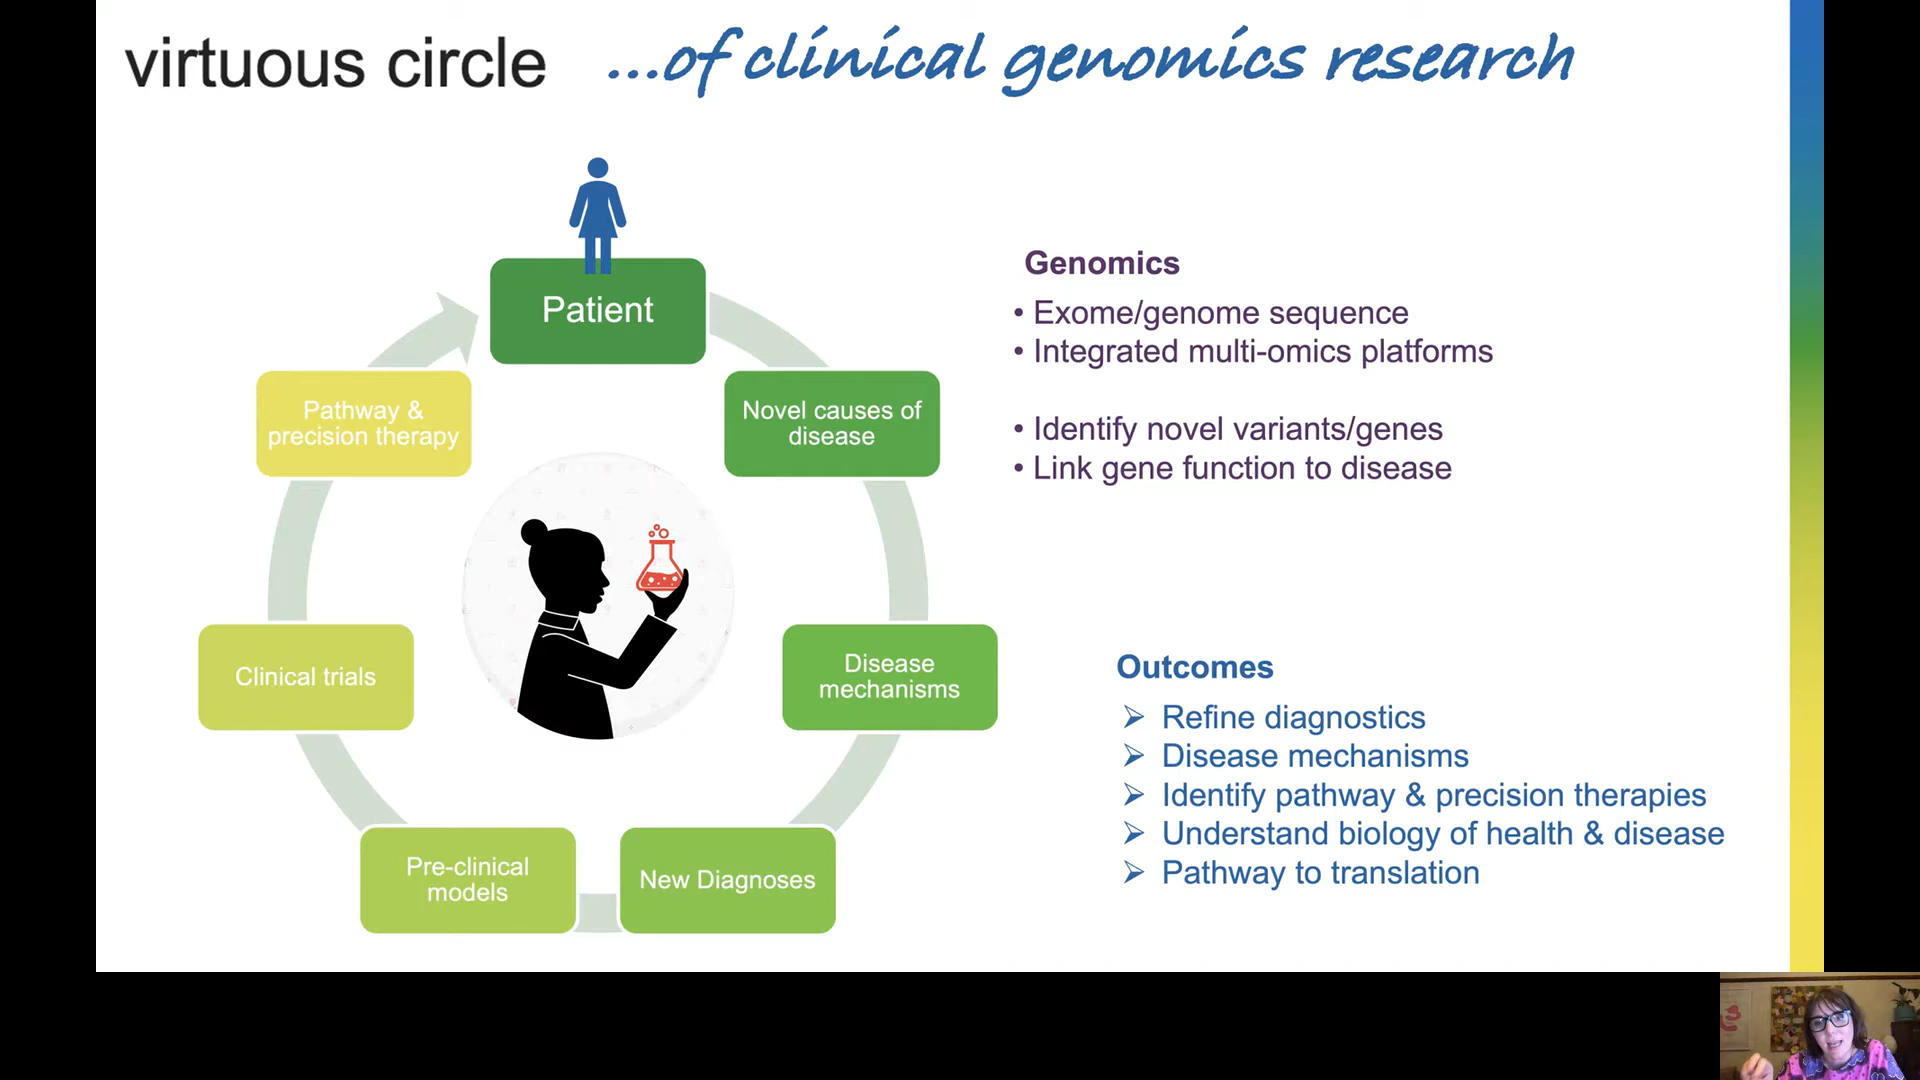 virtuous circle ...of clinical genomics research
Patient
Novel causes of
disease
Disease
mechanisms
New Diagnoses
Pre-clinical
models
Clinical trials
Pathway &
precision therapy
Genomics
• Exome/genome sequence
• Integrated multi-omics platforms
• Identify novel variants/genes
• Link gene function to disease
Outcomes
➢ Refine diagnostics
➢ Disease mechanisms
➢ Identify pathway & precision therapies
➢ Understand biology of health & disease
➢ Pathway to translation